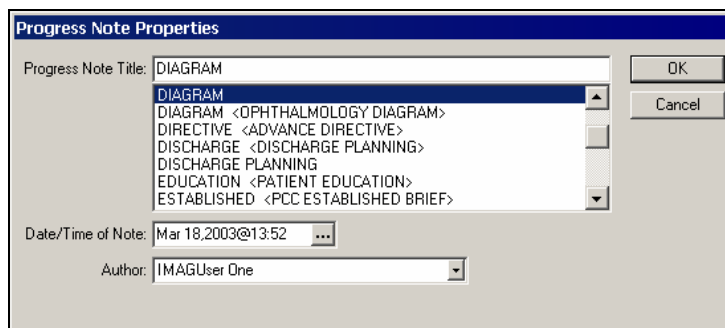 Progress Note Properties
Progress Note Title: DIAGRAM
OK
DIAGRAM
DIAGRAM <OPHTHALMOLOGY DIAGRAM>
Cancel
DIRECTIVE <ADVANCE DIRECTIVE>
DISCHARGE <DISCHARGE PLANNING>
DISCHARGE PLANNING
EDUCATION <PATIENT EDUCATION>
ESTABLISHED <PCC ESTABLISHED BRIEF>
Date/Time of Note: Mar 18,2003@13:52 ...
Author: IMAGUser One